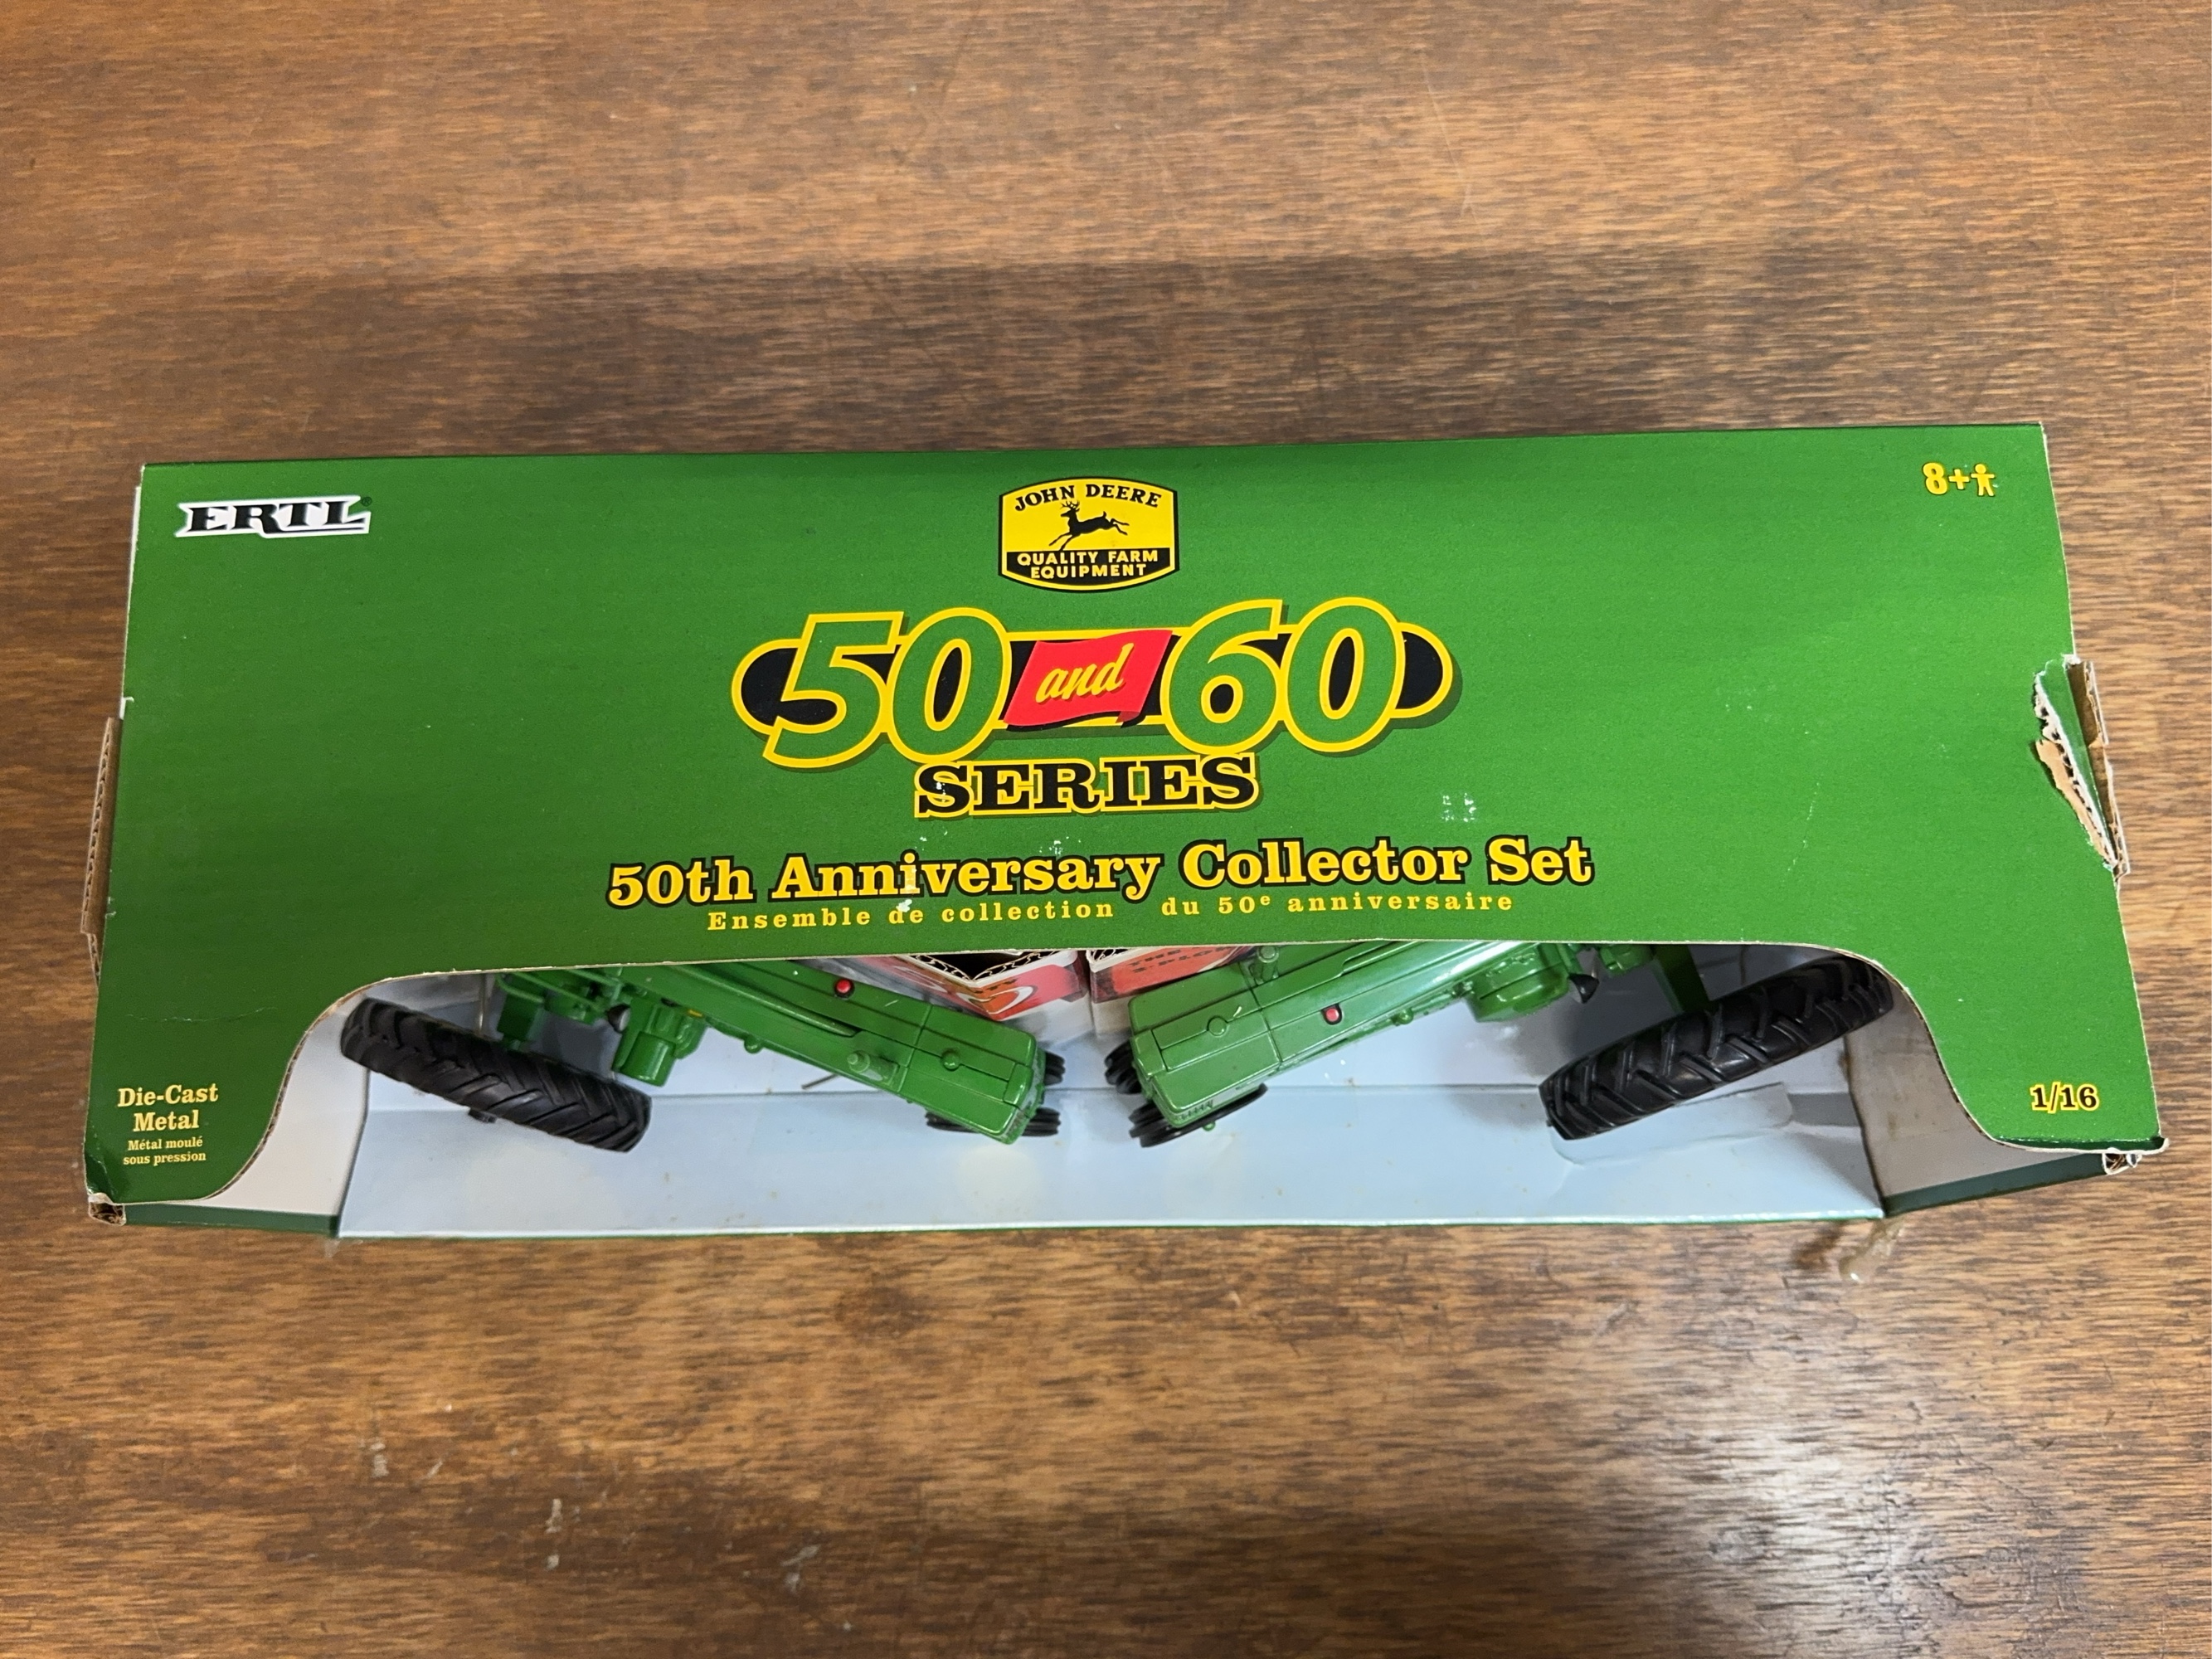 ERTL®
8+
JOHN DEERE
QUALITY FARM
EQUIPMENT
50 and 60
SERIES
50th Anniversary Collector Set
Ensemble de collection du 50e anniversaire
Die-Cast
Metal
Métal moulé
sous pression
1/16